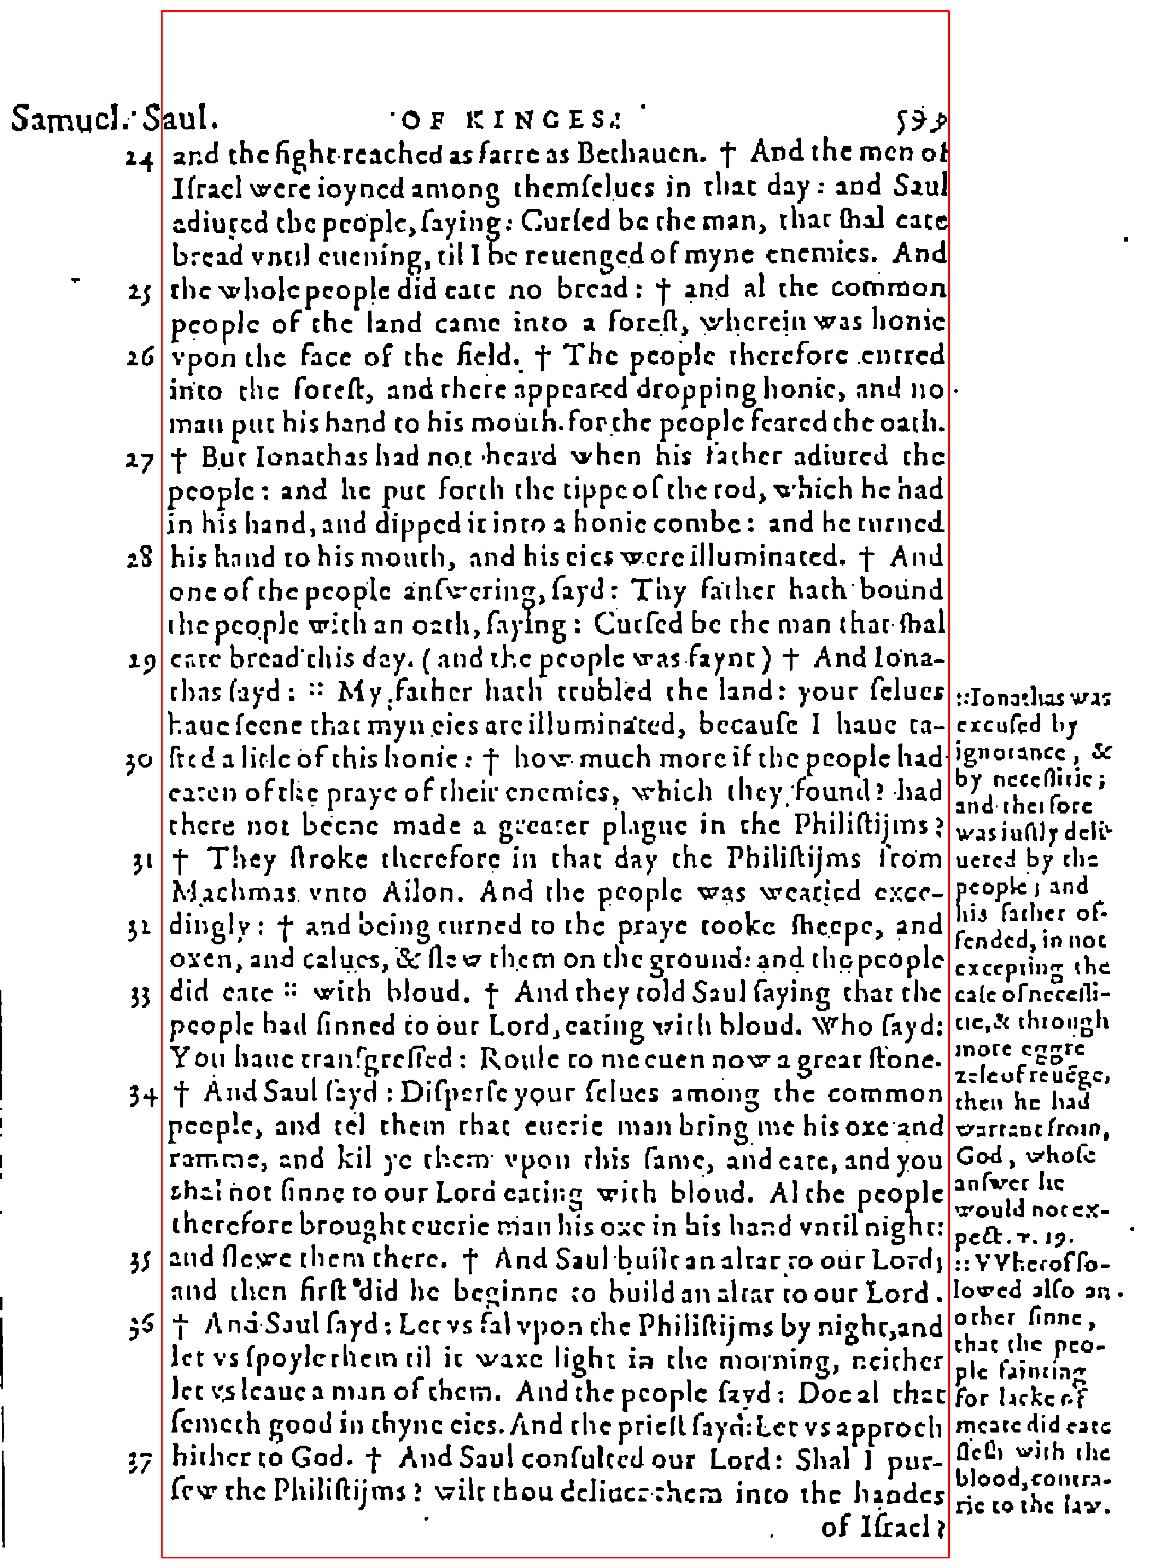 Samuel. Saul. OF KINGES. 593
24 and the fight reached as farre as Bethauen. † And the men of
Iſrael were ioyned among themſelues in that day: and Saul
adiured the people, ſaying: Curſed be the man, that ſhal eate
bread vntil euening, til I be reuenged of myne enemies. And
25 the whole people did eate no bread: † and al the common
people of the land came into a foreſt, wherein was honie
26 vpon the face of the field. † The people therefore entred
into the foreſt, and there appeared dropping honie, and no
man put his hand to his mouth. for the people feared the oath.
27 † But Ionathas had not heard when his father adiured the
people: and he put forth the tippe of the rod, which he had
in his hand, and dipped it into a honie combe: and he turned
28 his hand to his mouth, and his eies were illuminated. † And
one of the people anſwering, ſayd: Thy father hath bound
the people with an oath, ſaying: Curſed be the man that ſhal
29 eate bread this day. (and the people was faynt) † And Iona-
thas ſayd: :: My father hath trubled the land: your ſelues
haue ſeene that myn eies are illuminated, becauſe I haue ta-
30 ſted a litle of this honie: † how much more if the people had
eaten of the praye of their enemies, which they found? had
there not beene made a greater plague in the Philiſtijms?
31 † They ſtroke therefore in that day the Philiſtijms from
Machmas vnto Ailon. And the people was wearied excee-
32 dingly: † and being turned to the praye tooke ſheepe, and
oxen, and calues, & ſlew them on the ground: and the people
33 did eate :: with bloud. † And they told Saul ſaying that the
people had ſinned to our Lord, eating with bloud. Who ſayd:
You haue tranſgreſſed: Roule to me euen now a great ſtone.
34 † And Saul ſayd: Diſperſe your ſelues among the common
people, and tel them that euerie man bring me his oxe and
ramme, and kil ye them vpon this ſame, and eate, and you
shal not ſinne to our Lord eating with bloud. Al the people
therefore brought euerie man his oxe in his hand vntil night:
35 and ſlewe them there. † And Saul built an altar to our Lord;
and then firſt did he beginne to build an altar to our Lord.
36 † And Saul ſayd: Let vs fal vpon the Philiſtijms by night, and
let vs ſpoyle them til it waxe light in the morning, neither
let vs leaue a man of them. And the people ſayd: Doe al that
ſemeth good in thyne eies. And the prieſt ſayd: Let vs approch
37 hither to God. † And Saul conſulted our Lord: Shal I pur-
ſew the Philiſtijms? wilt thou deliuer them into the handes
of Iſrael?
::Ionathas was
excuſed by
ignorance, &
by neceſſitie;
and therfore
was iuſtly deli-
uered by the
people; and
his father of-
fended, in not
excepting the
caſe of neceſſi-
tie, & through
more eggre
zele of reuēge,
then he had
warrant from,
God, whoſe
anſwer he
would not ex-
pect. v. 19.
:: VVherof fo-
lowed alſo an
other ſinne,
that the peo-
ple fainting
for lacke of
meate did eate
fleſh with the
blood, contra-
rie to the law.